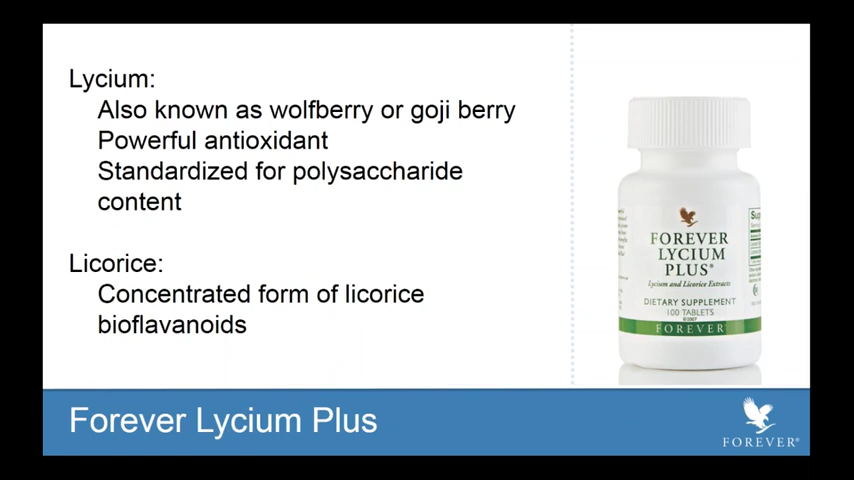 Lycium:
Also known as wolfberry or goji berry
Powerful antioxidant
Standardized for polysaccharide
content
Licorice:
Concentrated form of licorice
bioflavanoids
FOREVER
LYCIUM
PLUS®
Lycium and Licorice Extracts
DIETARY SUPPLEMENT
100 TABLETS
©2007
FOREVER
Forever Lycium Plus
FOREVER®